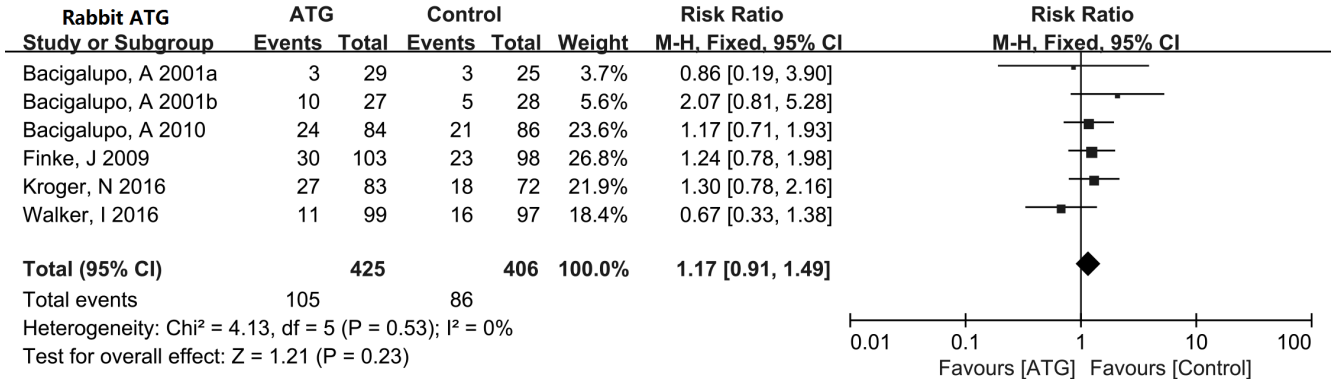 Rabbit ATG ATG Control Risk Ratio Risk Ratio
Study or Subgroup Events Total Events Total Weight M-H, Fixed, 95% CI M-H, Fixed, 95% CI
Bacigalupo, A 2001a 3 29 3 25 3.7% 0.86 [0.19, 3.90]
Bacigalupo, A 2001b 10 27 5 28 5.6% 2.07 [0.81, 5.28]
Bacigalupo, A 2010 24 84 21 86 23.6% 1.17 [0.71, 1.93]
Finke, J 2009 30 103 23 98 26.8% 1.24 [0.78, 1.98]
Kroger, N 2016 27 83 18 72 21.9% 1.30 [0.78, 2.16]
Walker, I 2016 11 99 16 97 18.4% 0.67 [0.33, 1.38]
Total (95% CI) 425 406 100.0% 1.17 [0.91, 1.49]
Total events 105 86
Heterogeneity: Chi² = 4.13, df = 5 (P = 0.53); I² = 0%
Test for overall effect: Z = 1.21 (P = 0.23)
0.01 0.1 1 10 100
Favours [ATG] Favours [Control]